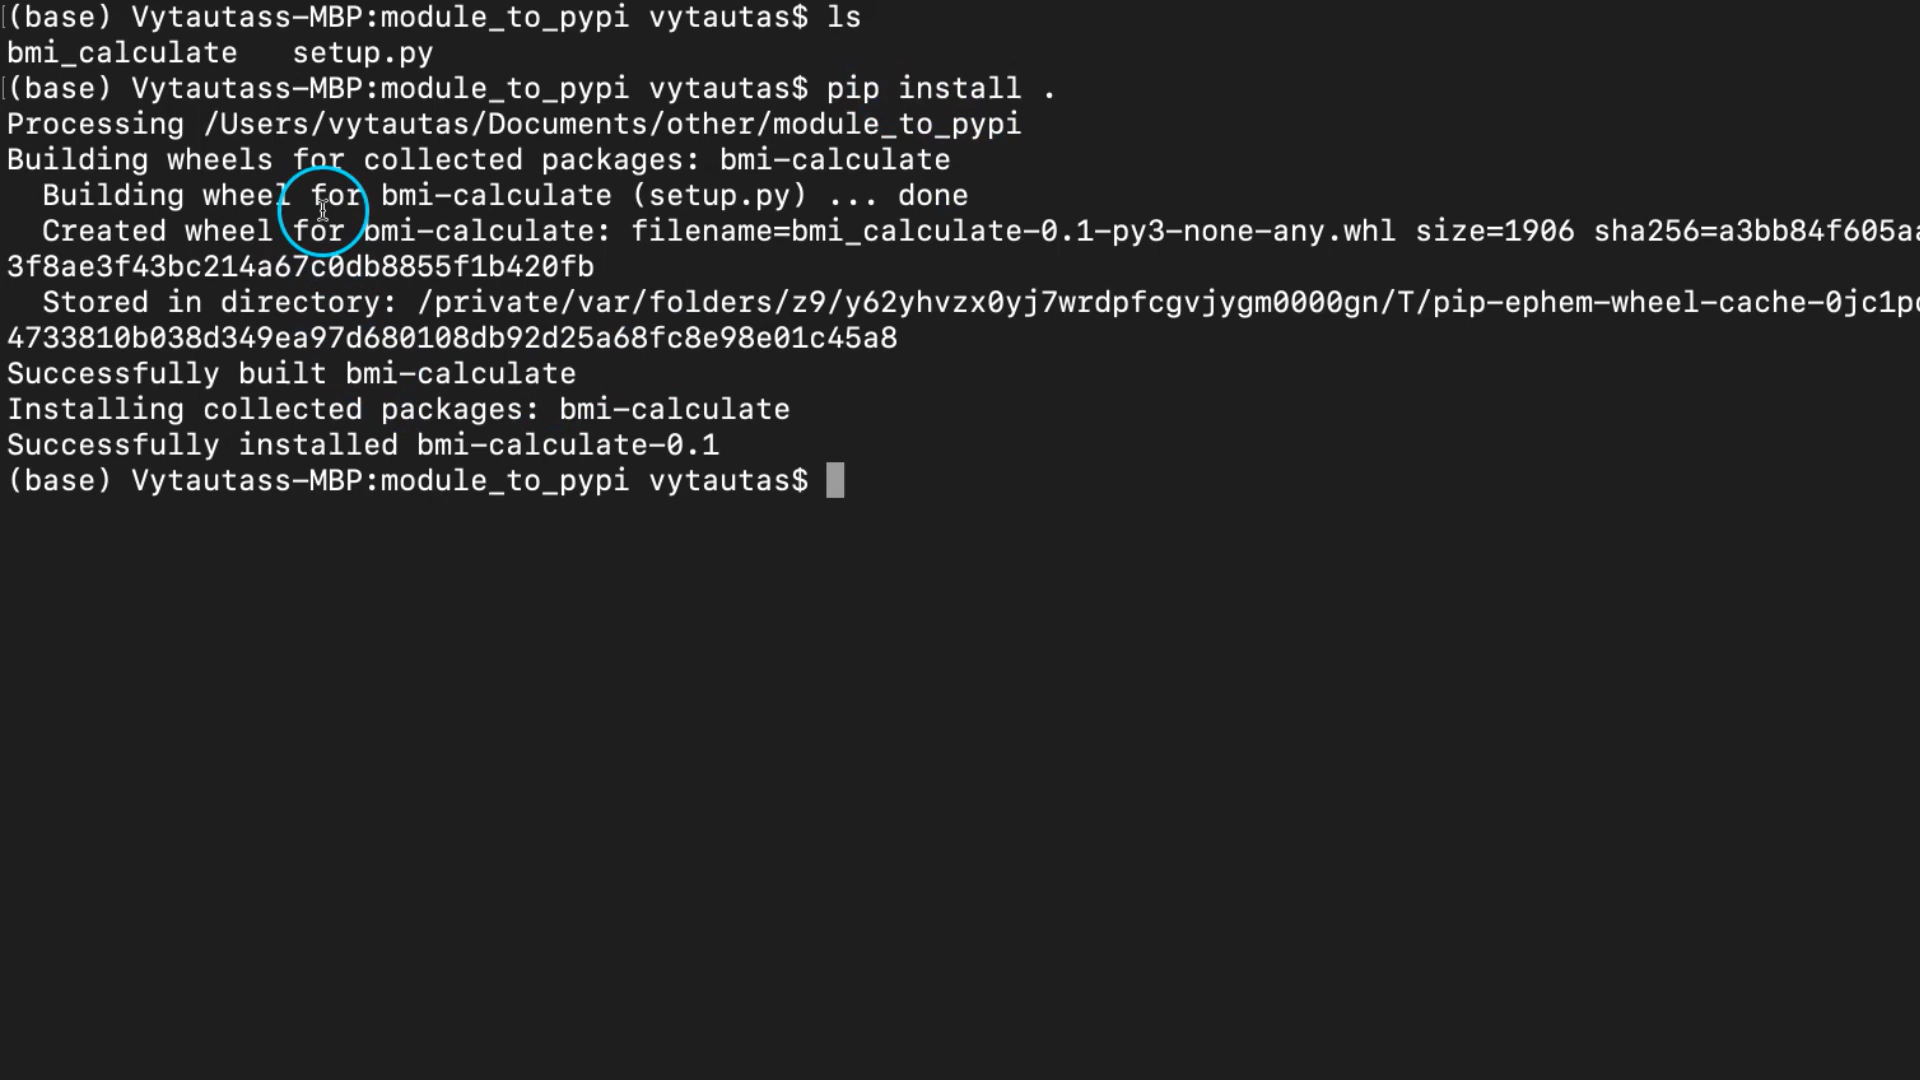 (base) Vytautass-MBP:module_to_pypi vytautas$ ls
bmi_calculate   setup.py
(base) Vytautass-MBP:module_to_pypi vytautas$ pip install .
Processing /Users/vytautas/Documents/other/module_to_pypi
Building wheels for collected packages: bmi-calculate
  Building wheel for bmi-calculate (setup.py) ... done
  Created wheel for bmi-calculate: filename=bmi_calculate-0.1-py3-none-any.whl size=1906 sha256=a3bb84f605aa
3f8ae3f43bc214a67c0db8855f1b420fb
  Stored in directory: /private/var/folders/z9/y62yhvzx0yj7wrdpfcgvjygm0000gn/T/pip-ephem-wheel-cache-0jc1pc
4733810b038d349ea97d680108db92d25a68fc8e98e01c45a8
Successfully built bmi-calculate
Installing collected packages: bmi-calculate
Successfully installed bmi-calculate-0.1
(base) Vytautass-MBP:module_to_pypi vytautas$